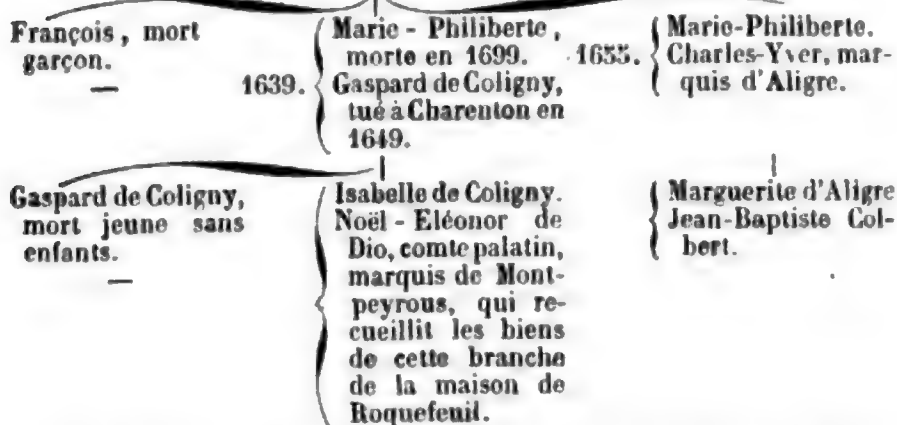 François, mort
garçon.
—
1639.
Marie-Philiberte,
morte en 1699.
Gaspard de Coligny,
tué à Charenton en
1649.
1655.
Marie-Philiberte.
Charles-Yver, mar-
quis d'Aligre.
Gaspard de Coligny,
mort jeune sans
enfants.
—
Isabelle de Coligny.
Noël-Eléonor de
Dio, comte palatin,
marquis de Mont-
peyrous, qui re-
cueillit les biens
de cette branche
de la maison de
Roquefeuil.
Marguerite d'Aligre
Jean-Baptiste Col-
bert.